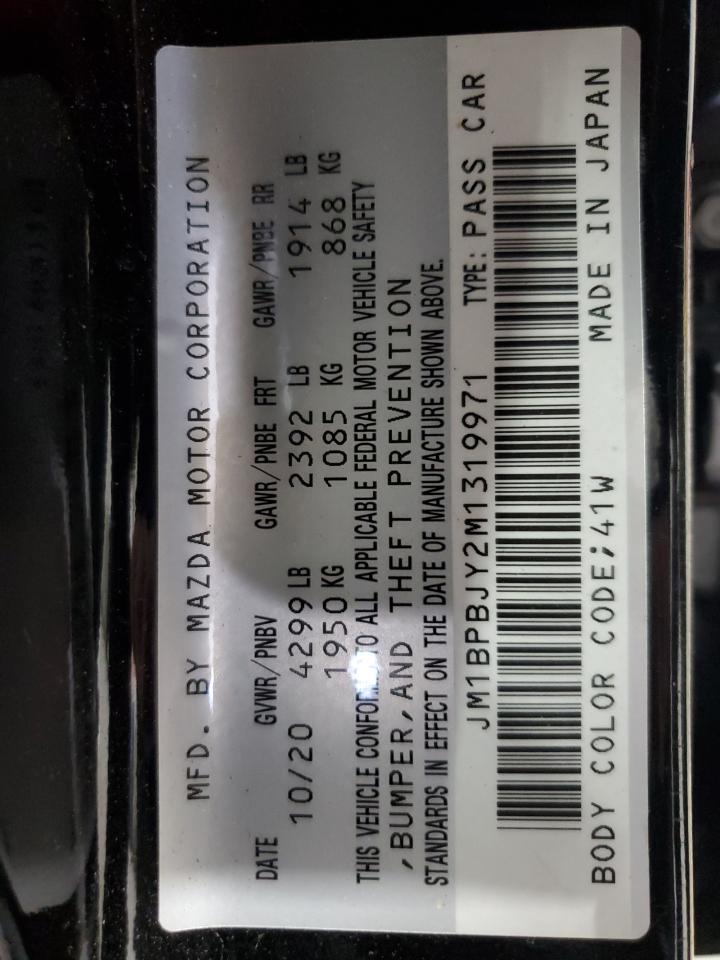 MFD. BY MAZDA MOTOR CORPORATION
DATE GVWR/PNBV GAWR/PNBE FRT GAWR/PNBE RR
10/20 4299 LB 2392 LB 1914 LB
1950 KG 1085 KG 868 KG
THIS VEHICLE CONFORMS TO ALL APPLICABLE FEDERAL MOTOR VEHICLE SAFETY
,BUMPER,AND THEFT PREVENTION
STANDARDS IN EFFECT ON THE DATE OF MANUFACTURE SHOWN ABOVE.
JM1BPBJY2M1319971 TYPE: PASS CAR
BODY COLOR CODE;41W MADE IN JAPAN